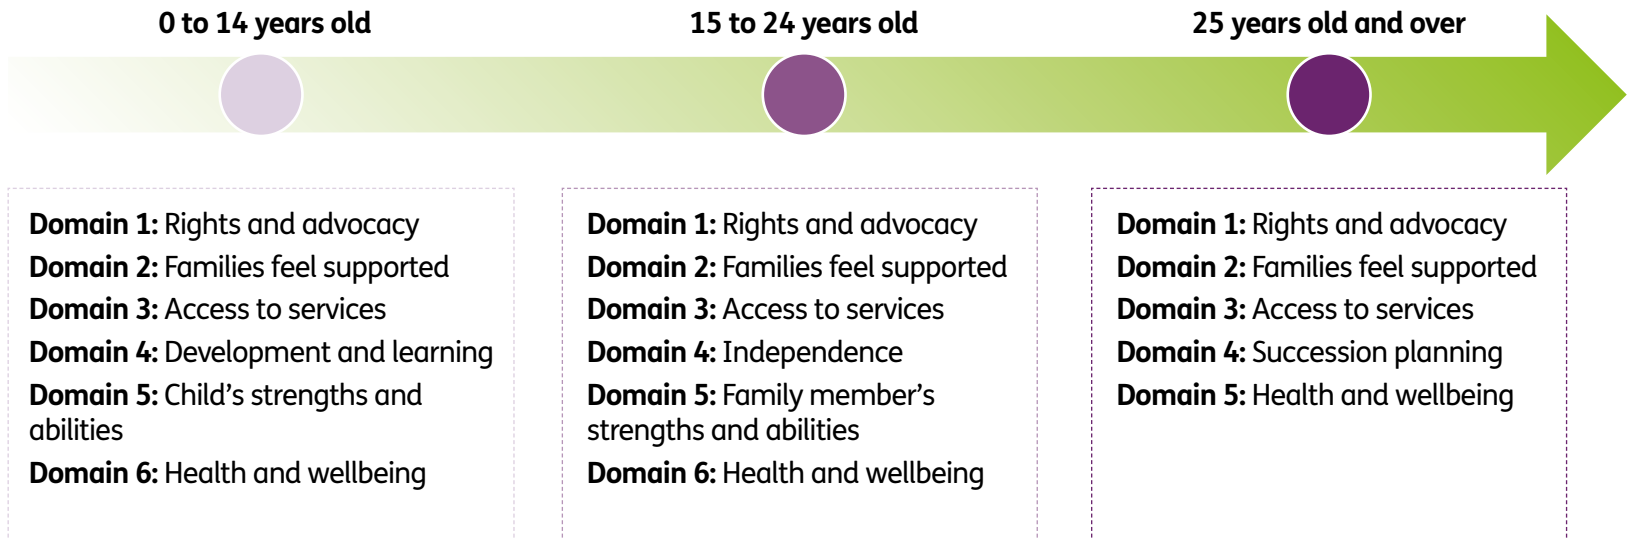 0 to 14 years old
15 to 24 years old
25 years old and over
Domain 1: Rights and advocacy
Domain 2: Families feel supported
Domain 3: Access to services
Domain 4: Development and learning
Domain 5: Child’s strengths and
abilities
Domain 6: Health and wellbeing
Domain 1: Rights and advocacy
Domain 2: Families feel supported
Domain 3: Access to services
Domain 4: Independence
Domain 5: Family member’s
strengths and abilities
Domain 6: Health and wellbeing
Domain 1: Rights and advocacy
Domain 2: Families feel supported
Domain 3: Access to services
Domain 4: Succession planning
Domain 5: Health and wellbeing